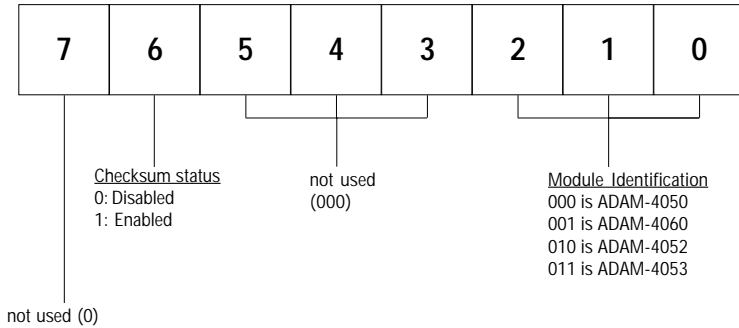 7 6 5 4 3 2 1 0
Checksum status
0: Disabled
1: Enabled
not used
(000)
Module Identification
000 is ADAM-4050
001 is ADAM-4060
010 is ADAM-4052
011 is ADAM-4053
not used (0)